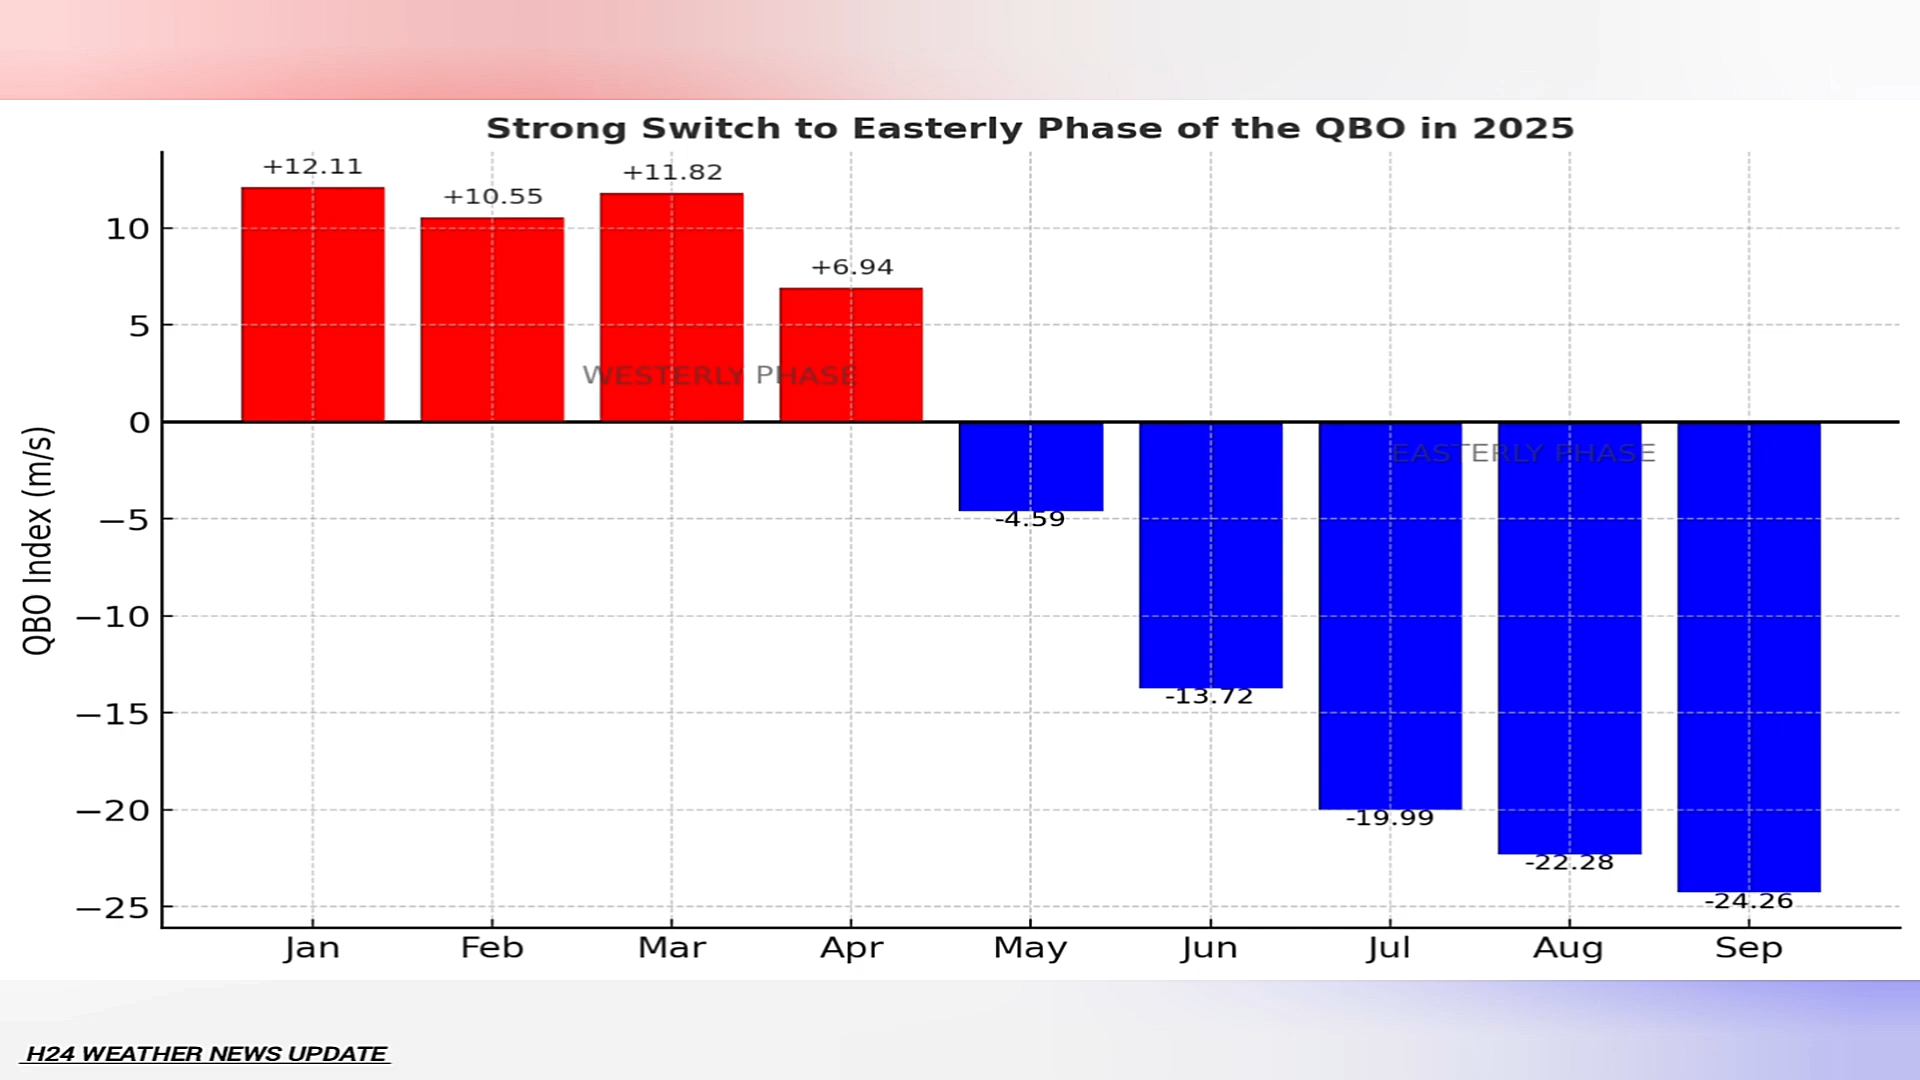 Strong Switch to Easterly Phase of the QBO in 2025
+12.11
+10.55
+11.82
+6.94
-4.59
-13.72
-19.99
-22.28
-24.26
WESTERLY PHASE
EASTERLY PHASE
QBO Index (m/s)
10
5
0
−5
−10
−15
−20
−25
Jan Feb Mar Apr May Jun Jul Aug Sep
H24 WEATHER NEWS UPDATE